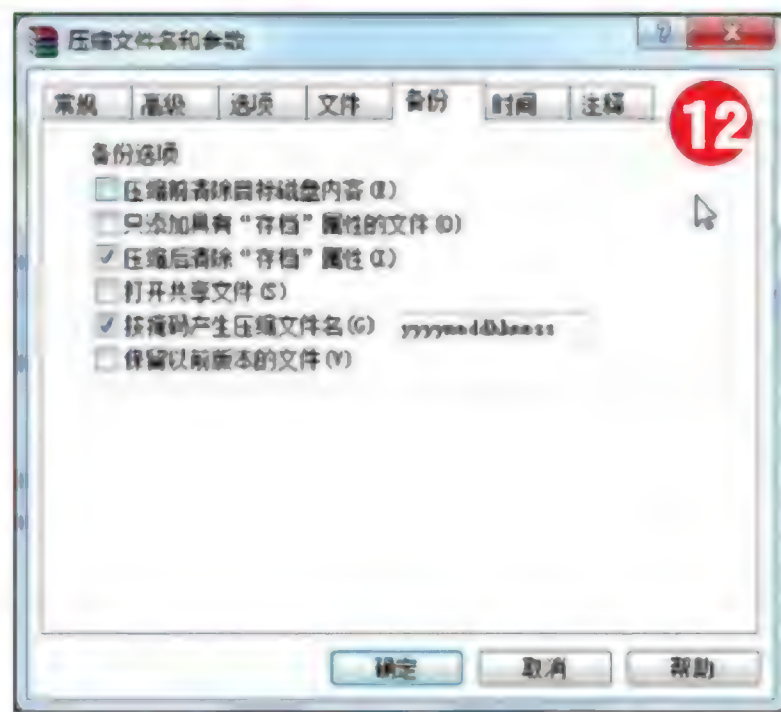 压缩文件名和参数
常规 高级 选项 文件 备份 时间 注释
12
备份选项
压缩前清除目标磁盘内容(E)
只添加具有“存档”属性的文件(O)
压缩后清除“存档”属性(I)
打开共享文件(S)
按掩码产生压缩文件名(G) yyyymmddhhmmss
保留以前版本的文件(V)
确定 取消 帮助